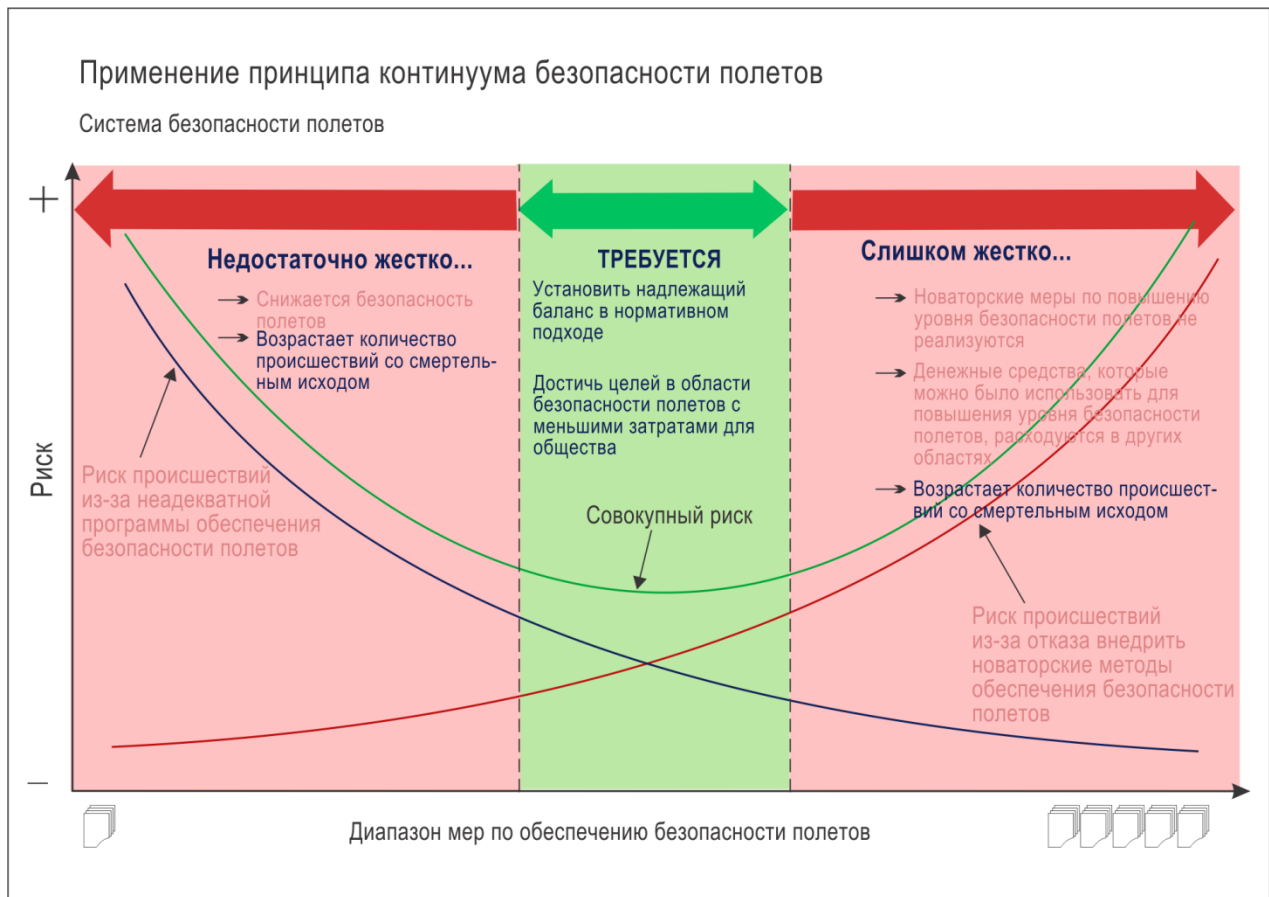 Применение принципа континуума безопасности полетов
Система безопасности полетов
+
Недостаточно жестко...
Снижается безопасность
полетов
Возрастает количество
происшествий со смертель-
ным исходом
Риск происшествий
из-за неадекватной
программы обеспечения
безопасности полетов
ТРЕБУЕТСЯ
Установить надлежащий
баланс в нормативном
подходе
Достичь целей в области
безопасности полетов с
меньшими затратами для
общества
Совокупный риск
Слишком жестко...
Новаторские меры по повышению
уровня безопасности полетов не
реализуются
Денежные средства, которые
можно было использовать для
повышения уровня безопасности
полетов, расходуются в других
областях
Возрастает количество происшест-
вий со смертельным исходом
Риск происшествий
из-за отказа внедрить
новаторские методы
обеспечения безопасности
полетов
Риск
–
Диапазон мер по обеспечению безопасности полетов